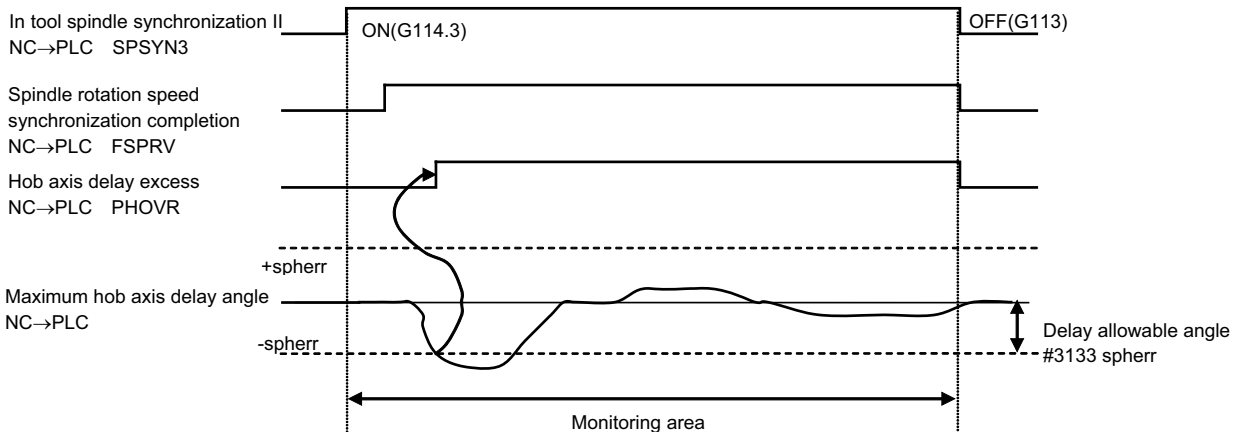 In tool spindle synchronization II
NC→PLC SPSYN3
ON(G114.3)
OFF(G113)
Spindle rotation speed
synchronization completion
NC→PLC FSPRV
Hob axis delay excess
NC→PLC PHOVR
+spherr
Maximum hob axis delay angle
NC→PLC
-spherr
Delay allowable angle
#3133 spherr
Monitoring area